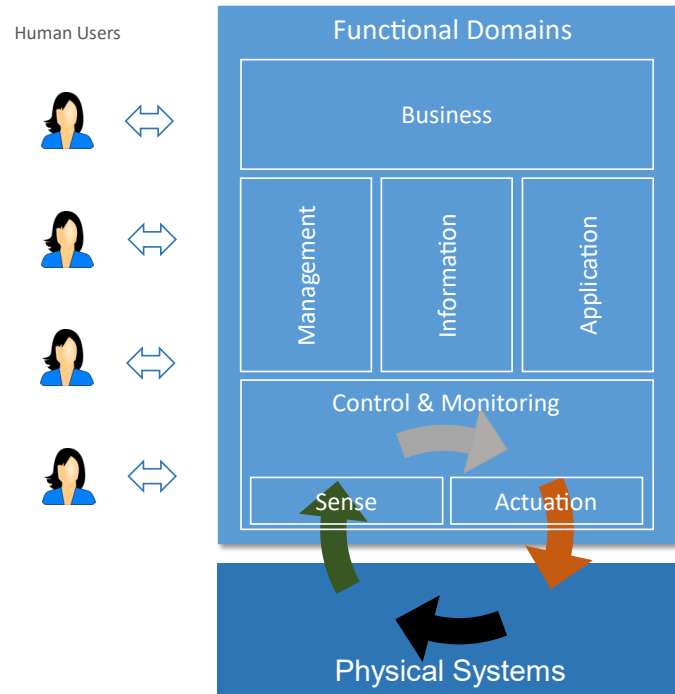 Human Users
Functional Domains
Business
Management
Information
Application
Control & Monitoring
Sense
Actuation
Physical Systems